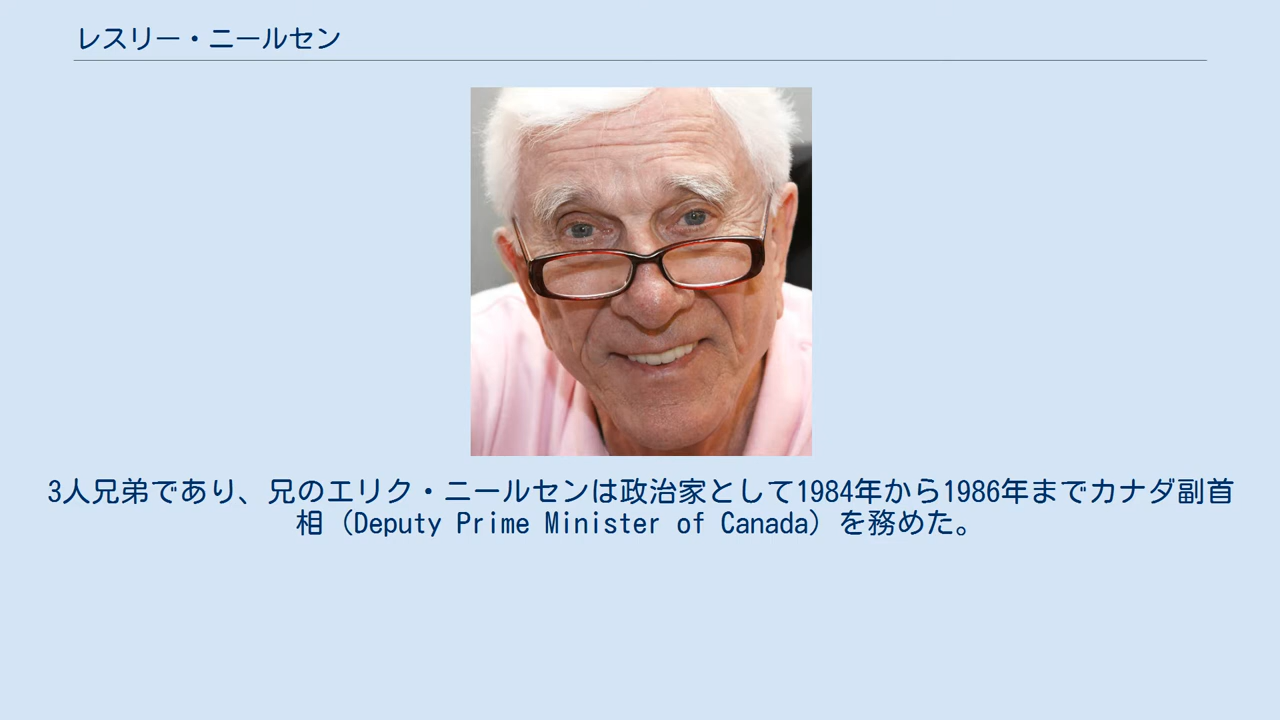 レスリー・ニールセン
3人兄弟であり、兄のエリク・ニールセンは政治家として1984年から1986年までカナダ副首
相（Deputy Prime Minister of Canada）を務めた。